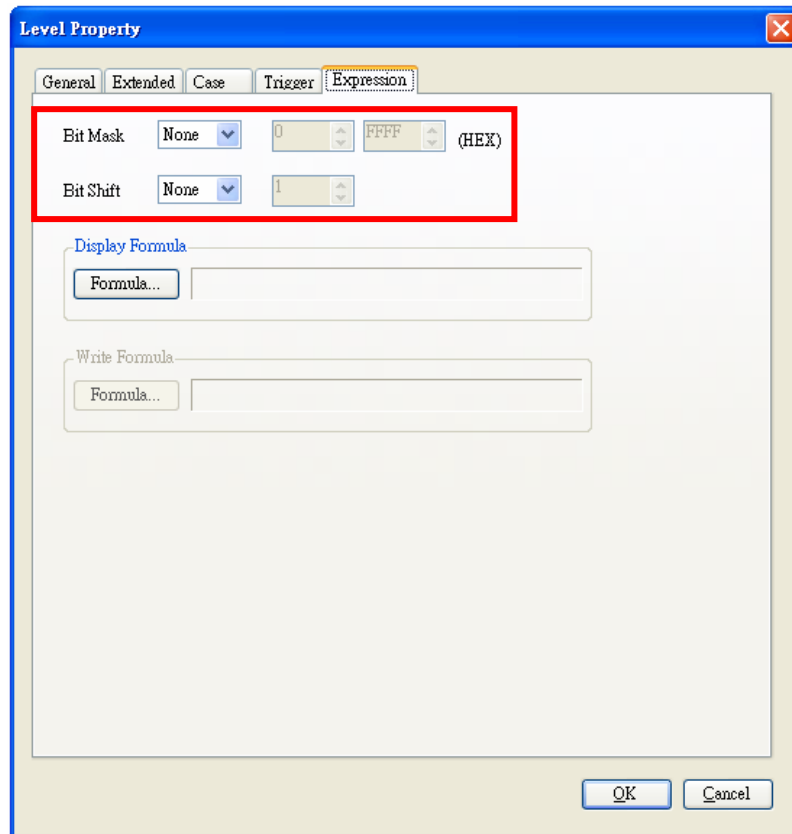 Level Property
General Extended Case Trigger Expression
Bit Mask None 0 FFFF (HEX)
Bit Shift None 1
Display Formula
Formula...
Write Formula
Formula...
OK Cancel